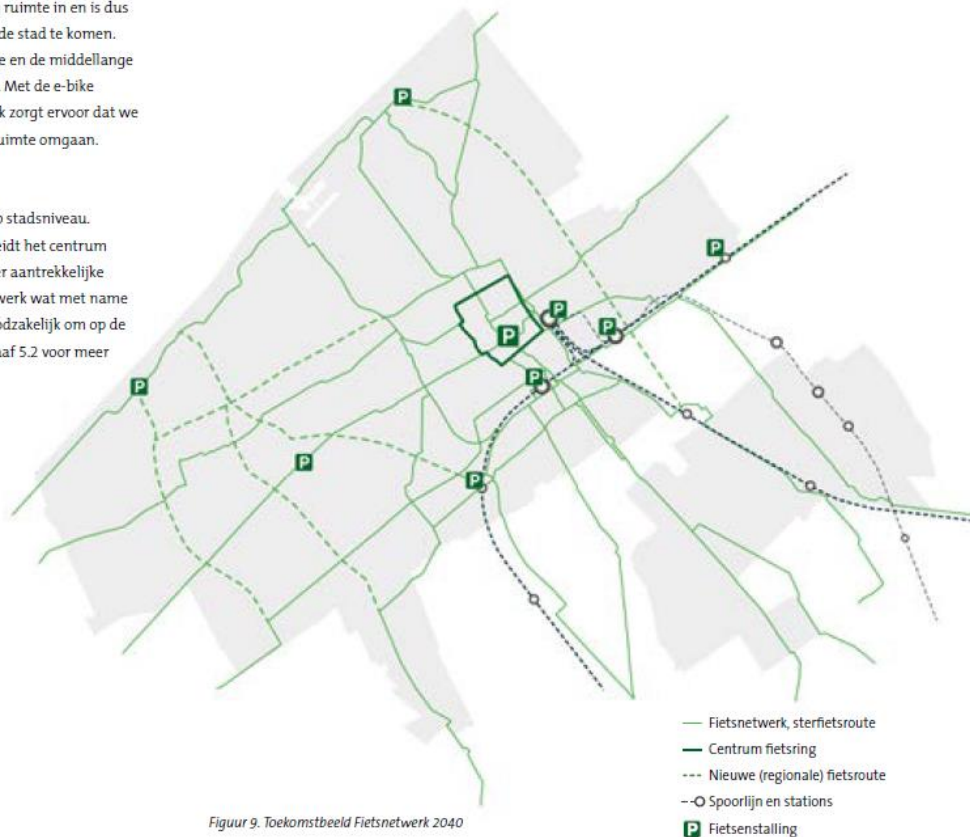 ruimte in en is dus
de stad te komen.
e en de middellange
. Met de e-bike
k zorgt ervoor dat we
uimte omgaan.
o stadsniveau.
eidt het centrum
er aantrekkelijke
werk wat met name
odzakelijk om op de
aaf 5.2 voor meer
P
P
P
P
P
P
P
P
P
Fietsnetwerk, sterfietsroute
Centrum fietsring
Nieuwe (regionale) fietsroute
Spoorlijn en stations
P Fietsenstalling
Figuur 9. Toekomstbeeld Fietsnetwerk 2040